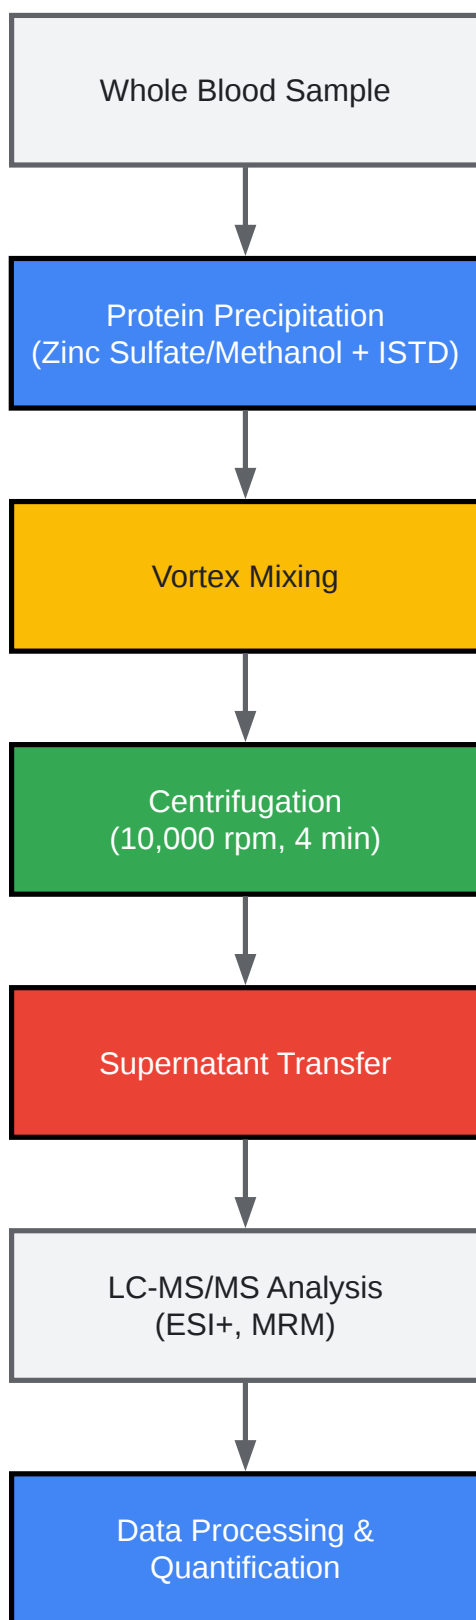 Whole Blood Sample
Protein Precipitation
(Zinc Sulfate/Methanol + ISTD)
Vortex Mixing
Centrifugation
(10,000 rpm, 4 min)
Supernatant Transfer
LC-MS/MS Analysis
(ESI+, MRM)
Data Processing &
Quantification